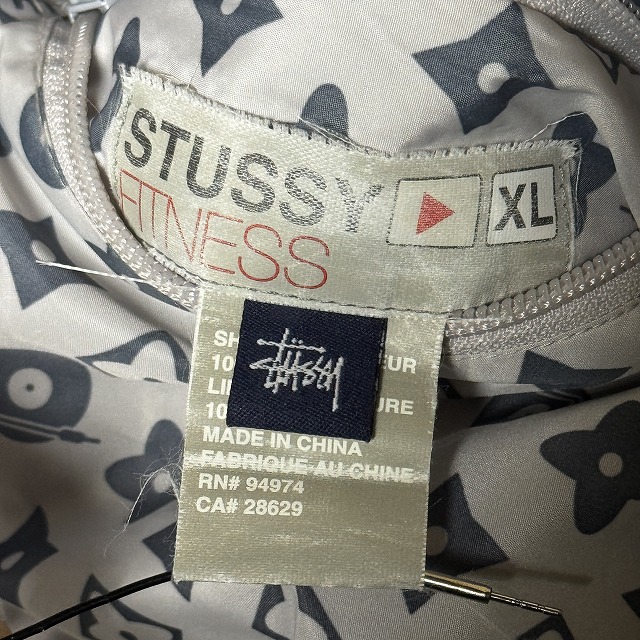 STUSSY
FITNESS
XL
Stüssy
SH
10 EUR
LI
10 URE
MADE IN CHINA
FABRIQUE AU CHINE
RN# 94974
CA# 28629